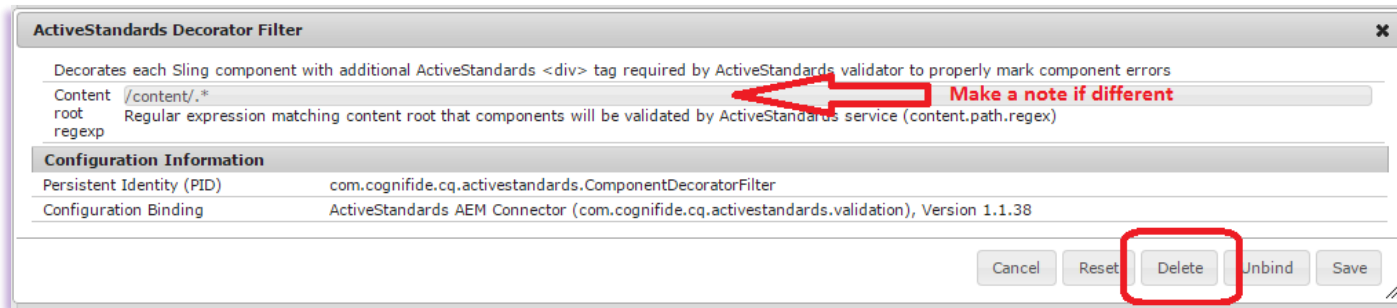 ActiveStandards Decorator Filter
Decorates each Sling component with additional ActiveStandards <div> tag required by ActiveStandards validator to properly mark component errors
Content root regexp
/content/.*
Make a note if different
Regular expression matching content root that components will be validated by ActiveStandards service (content.path.regex)
Configuration Information
Persistent Identity (PID) com.cognifide.cq.activestandards.ComponentDecoratorFilter
Configuration Binding ActiveStandards AEM Connector (com.cognifide.cq.activestandards.validation), Version 1.1.38
Cancel Reset Delete Unbind Save